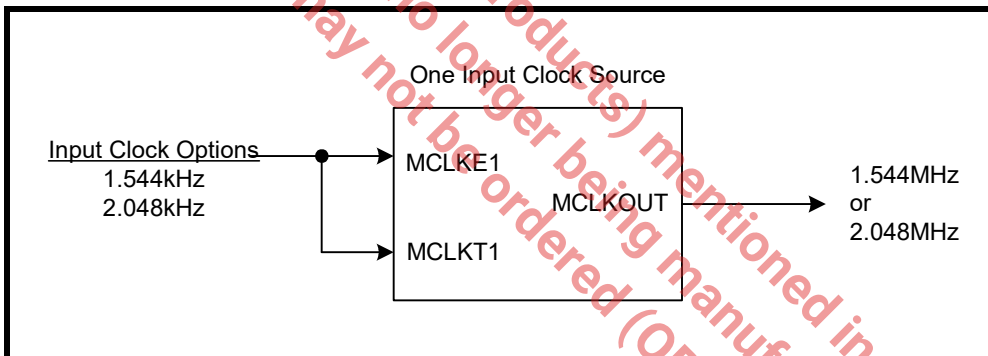 One Input Clock Source
Input Clock Options
1.544kHz
2.048kHz
MCLKE1
MCLKT1
MCLKOUT
1.544MHz
or
2.048MHz
oducts) mentioned in
no longer being manuf
may not be ordered (O